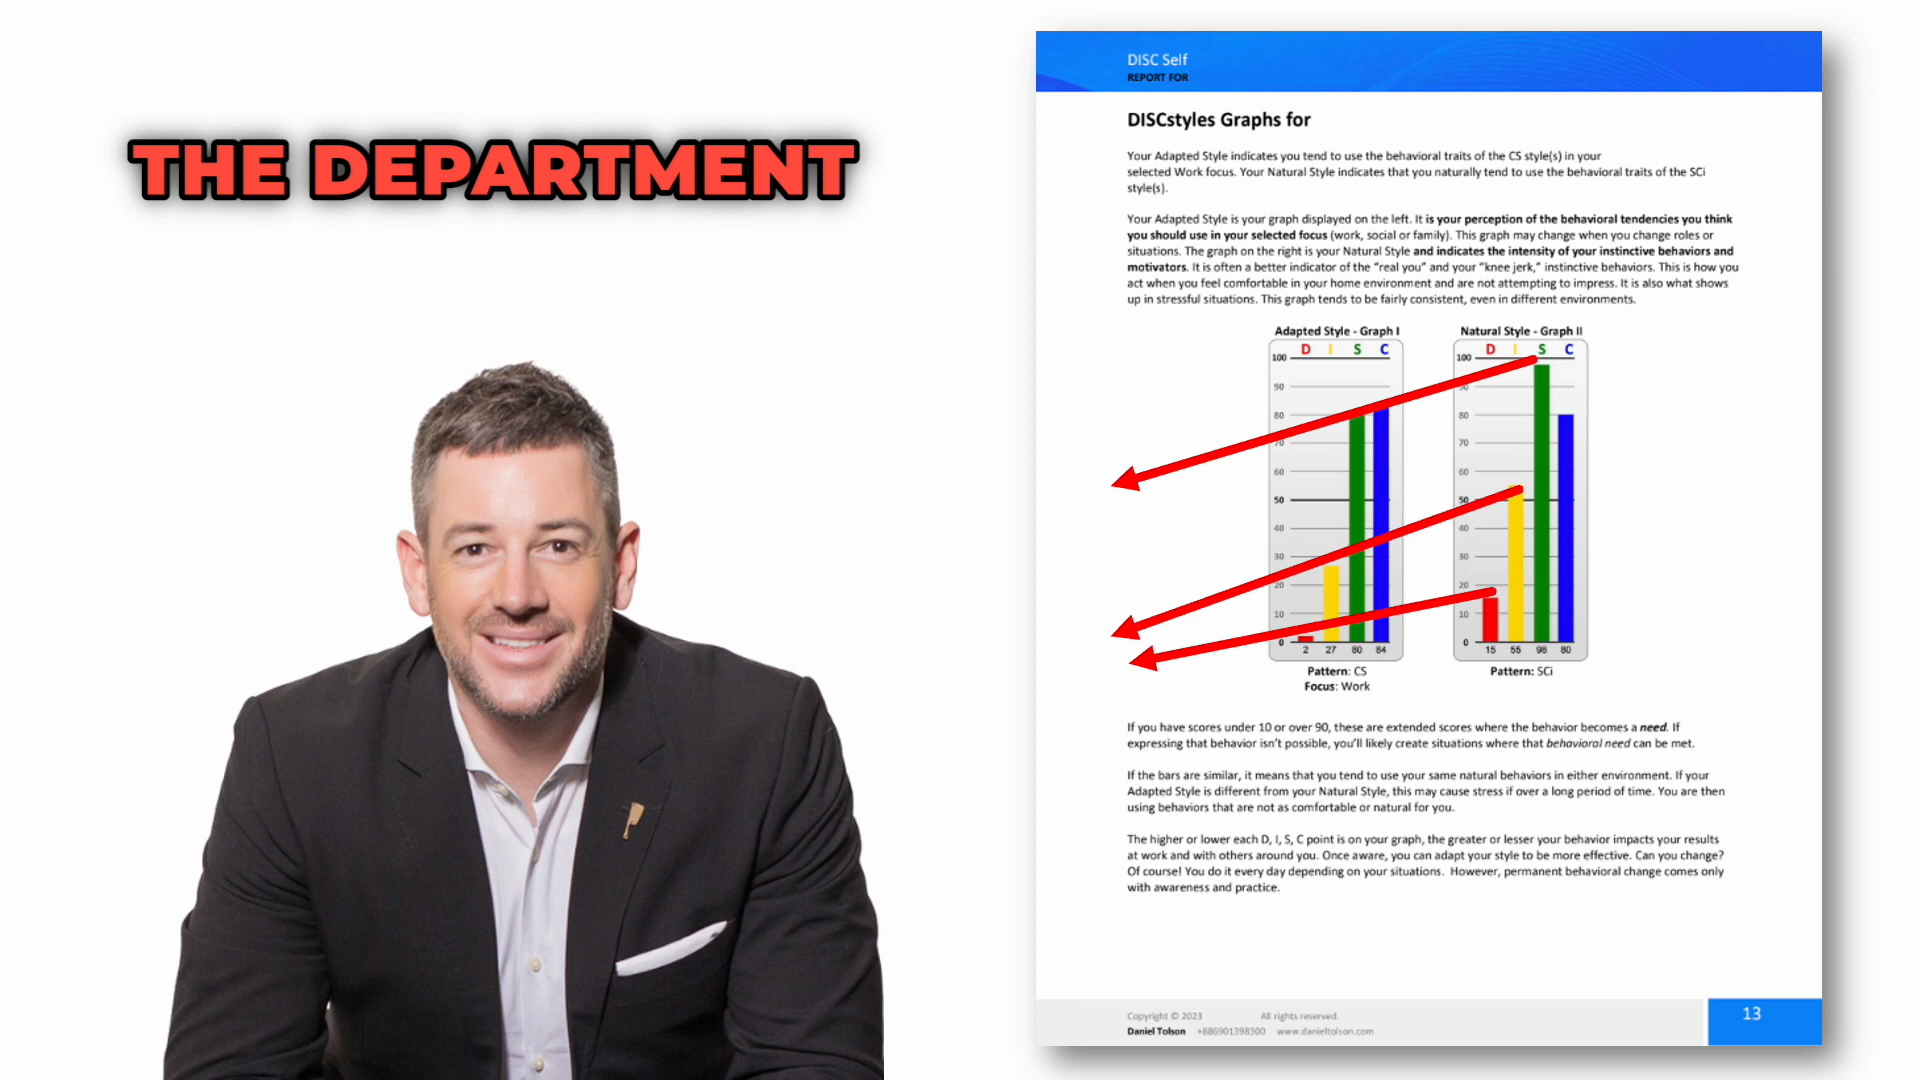 THE DEPARTMENT
DISC Self
REPORT FOR
DISCstyles Graphs for
Your Adapted Style indicates you tend to use the behavioral traits of the CS style(s) in your
selected Work focus. Your Natural Style indicates that you naturally tend to use the behavioral traits of the SCi
style(s).
Your Adapted Style is your graph displayed on the left. It is your perception of the behavioral tendencies you think
you should use in your selected focus (work, social or family). This graph may change when you change roles or
situations. The graph on the right is your Natural Style and indicates the intensity of your instinctive behaviors and
motivators. It is often a better indicator of the "real you" and your "knee jerk," instinctive behaviors. This is how you
act when you feel comfortable in your home environment and are not attempting to impress. It is also what shows
up in stressful situations. This graph tends to be fairly consistent, even in different environments.
Adapted Style - Graph I
D I S C
100
90
80
70
60
50
40
30
20
10
0
2 27 80 84
Pattern: CS
Focus: Work
Natural Style - Graph II
D I S C
100
90
80
70
60
50
40
30
20
10
0
15 55 98 80
Pattern: SCi
If you have scores under 10 or over 90, these are extended scores where the behavior becomes a need. If
expressing that behavior isn't possible, you'll likely create situations where that behavioral need can be met.
If the bars are similar, it means that you tend to use your same natural behaviors in either environment. If your
Adapted Style is different from your Natural Style, this may cause stress if over a long period of time. You are then
using behaviors that are not as comfortable or natural for you.
The higher or lower each D, I, S, C point is on your graph, the greater or lesser your behavior impacts your results
at work and with others around you. Once aware, you can adapt your style to be more effective. Can you change?
Of course! You do it every day depending on your situations. However, permanent behavioral change comes only
with awareness and practice.
Copyright © 2023 All rights reserved.
Daniel Tolson +886901398300 www.danieltolson.com
13